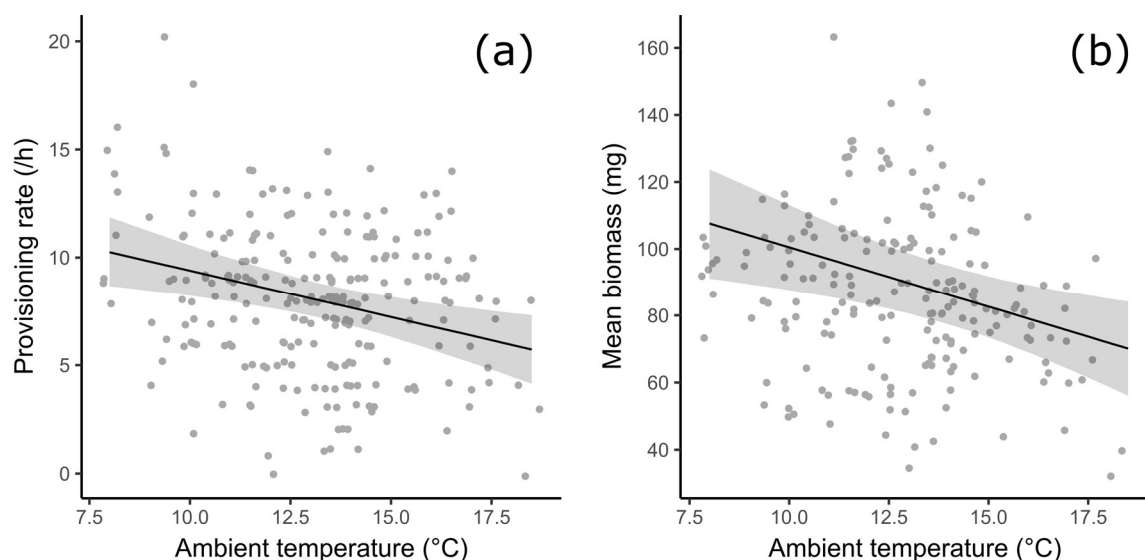 (a)
Provisioning rate (/h)
20
15
10
5
0
7.5 10.0 12.5 15.0 17.5
Ambient temperature (°C)
(b)
Mean biomass (mg)
160
140
120
100
80
60
40
7.5 10.0 12.5 15.0 17.5
Ambient temperature (°C)